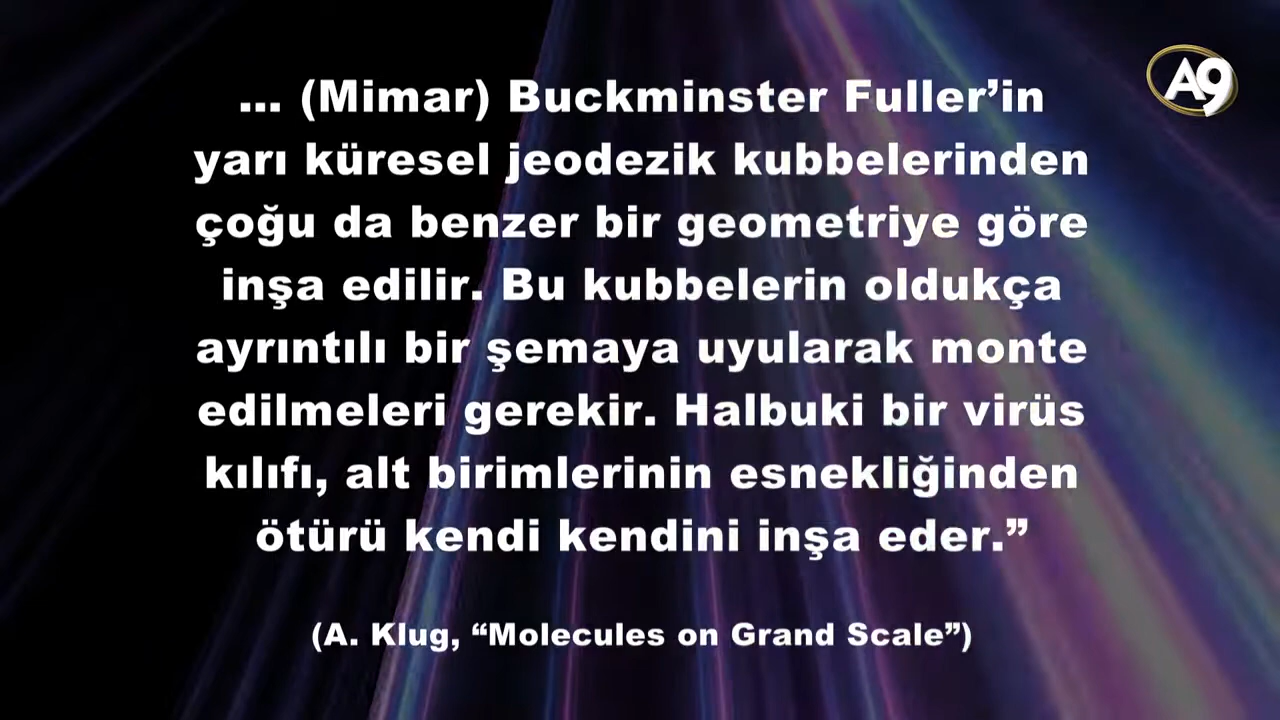 A9
... (Mimar) Buckminster Fuller’in
yarı küresel jeodezik kubbelerinden
çoğu da benzer bir geometriye göre
inşa edilir. Bu kubbelerin oldukça
ayrıntılı bir şemaya uyularak monte
edilmeleri gerekir. Halbuki bir virüs
kılıfı, alt birimlerinin esnekliğinden
ötürü kendi kendini inşa eder.”
(A. Klug, “Molecules on Grand Scale”)